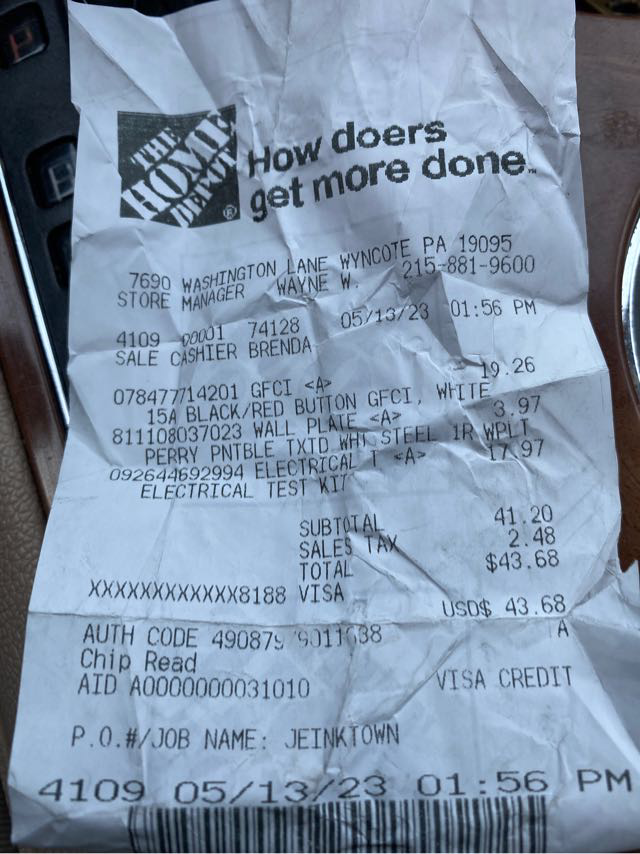 THE
HOME
DEPOT
®
How doers
get more done™
7690 WASHINGTON LANE WYNCOTE PA 19095
STORE MANAGER WAYNE W. 215-881-9600
4109 00001 74128 05/13/23 01:56 PM
SALE CASHIER BRENDA
078477714201 GFCI <A> 19.26
15A BLACK/RED BUTTON GFCI, WHITE
811108037023 WALL PLATE <A> 3.97
PERRY PNTBLE TXTD WHT STEEL 1R WPLT
092644692994 ELECTRICAL T <A> 17.97
ELECTRICAL TEST KIT
SUBTOTAL 41.20
SALES TAX 2.48
TOTAL $43.68
XXXXXXXXXXXX8188 VISA
USD$ 43.68
AUTH CODE TA
Chip Read
AID A0000000031010 VISA CREDIT
P.O.#/JOB NAME: JEINKTOWN
4109 05/13/23 01:56 PM